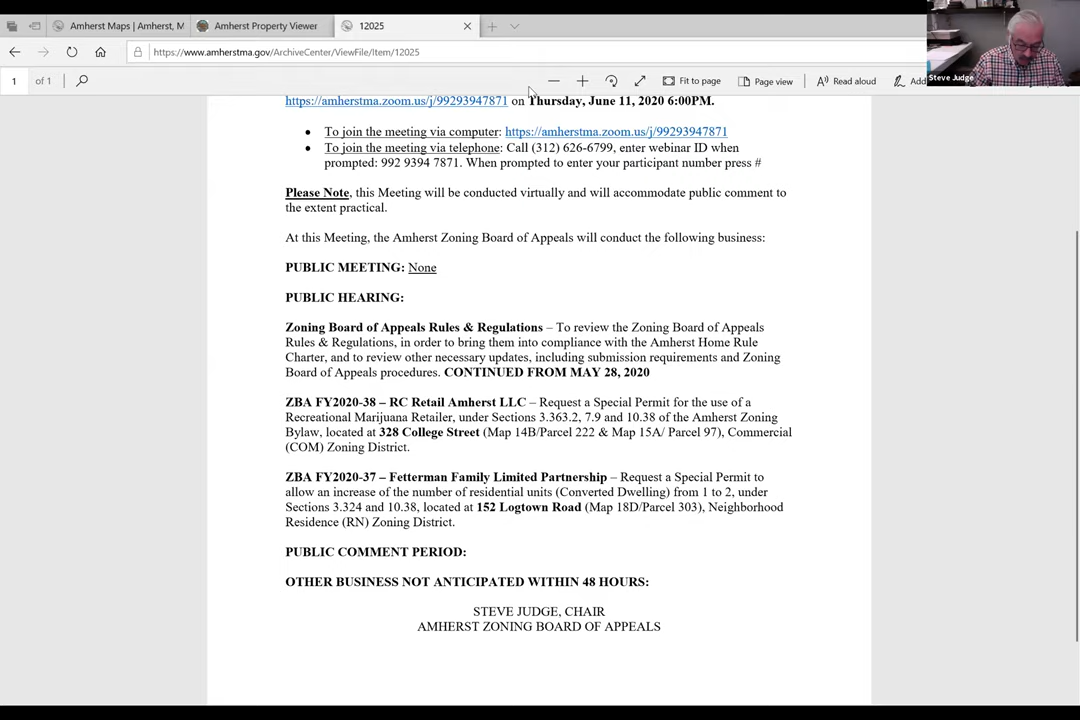 Amherst Maps | Amherst, M
Amherst Property Viewer
12025
https://www.amherstma.gov/ArchiveCenter/ViewFile/Item/12025
1 of 1
Fit to page
Page view
Read aloud
Add
Steve Judge
https://amherstma.zoom.us/j/99293947871 on Thursday, June 11, 2020 6:00PM.
• To join the meeting via computer: https://amherstma.zoom.us/j/99293947871
• To join the meeting via telephone: Call (312) 626-6799, enter webinar ID when
prompted: 992 9394 7871. When prompted to enter your participant number press #
Please Note, this Meeting will be conducted virtually and will accommodate public comment to
the extent practical.
At this Meeting, the Amherst Zoning Board of Appeals will conduct the following business:
PUBLIC MEETING: None
PUBLIC HEARING:
Zoning Board of Appeals Rules & Regulations – To review the Zoning Board of Appeals
Rules & Regulations, in order to bring them into compliance with the Amherst Home Rule
Charter, and to review other necessary updates, including submission requirements and Zoning
Board of Appeals procedures. CONTINUED FROM MAY 28, 2020
ZBA FY2020-38 – RC Retail Amherst LLC – Request a Special Permit for the use of a
Recreational Marijuana Retailer, under Sections 3.363.2, 7.9 and 10.38 of the Amherst Zoning
Bylaw, located at 328 College Street (Map 14B/Parcel 222 & Map 15A/ Parcel 97), Commercial
(COM) Zoning District.
ZBA FY2020-37 – Fetterman Family Limited Partnership – Request a Special Permit to
allow an increase of the number of residential units (Converted Dwelling) from 1 to 2, under
Sections 3.324 and 10.38, located at 152 Logtown Road (Map 18D/Parcel 303), Neighborhood
Residence (RN) Zoning District.
PUBLIC COMMENT PERIOD:
OTHER BUSINESS NOT ANTICIPATED WITHIN 48 HOURS:
STEVE JUDGE, CHAIR
AMHERST ZONING BOARD OF APPEALS